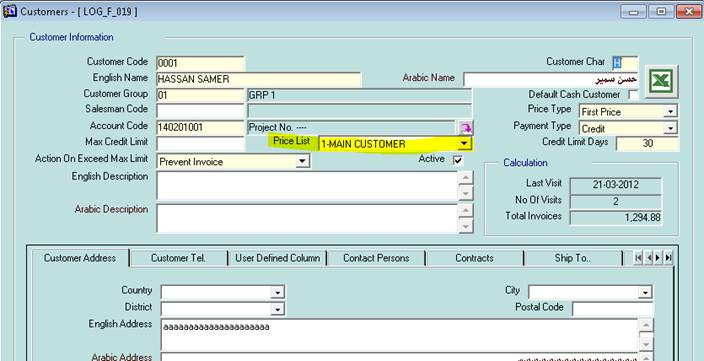 Customers - [ LOG_F_019 ]
Customer Information
Customer Code 0001 Customer Char H
English Name HASSAN SAMER Arabic Name حسن سمير
Customer Group 01 GRP 1 Default Cash Customer
Salesman Code Price Type First Price
Account Code 140201001 Project No. ---- Payment Type Credit
Max Credit Limit Price List 1-MAIN CUSTOMER Credit Limit Days 30
Action On Exceed Max Limit Prevent Invoice Active
English Description
Calculation
Last Visit 21-03-2012
No Of Visits 2
Arabic Description
Total Invoices 1,294.88
Customer Address Customer Tel. User Defined Column Contact Persons Contracts Ship To..
Country City
District Postal Code
English Address aaaaaaaaaaaaaaaaaaaaa
Arabic Address